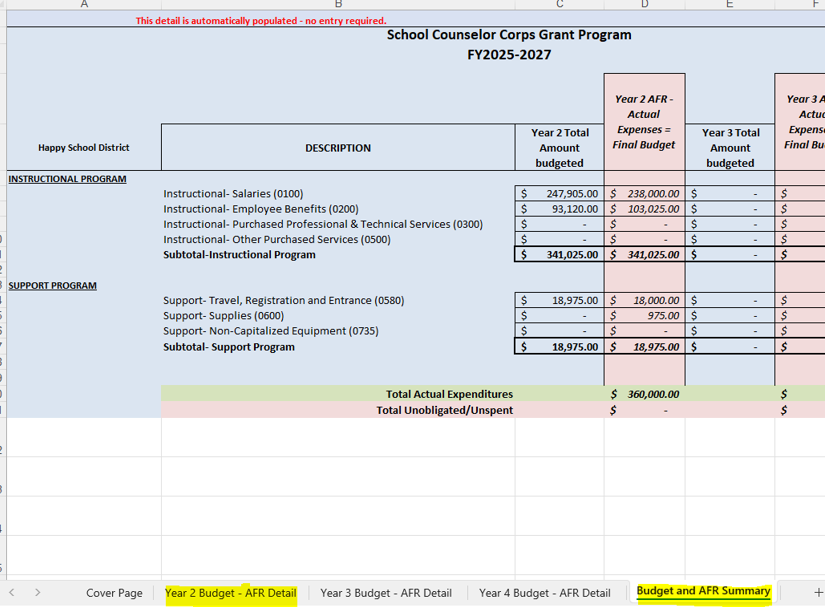 A B C D E F
This detail is automatically populated - no entry required.
School Counselor Corps Grant Program
FY2025-2027
Happy School District
DESCRIPTION
Year 2 Total Amount budgeted
Year 2 AFR - Actual Expenses = Final Budget
Year 3 Total Amount budgeted
Year 3 A
INSTRUCTIONAL PROGRAM
Instructional- Salaries (0100) $ 247,905.00 $ 238,000.00 $ - $
Instructional- Employee Benefits (0200) $ 93,120.00 $ 103,025.00 $ - $
Instructional- Purchased Professional & Technical Services (0300) $ - $ - $ - $
Instructional- Other Purchased Services (0500) $ - $ - $ - $
Subtotal-Instructional Program $ 341,025.00 $ 341,025.00 $ - $
SUPPORT PROGRAM
Support- Travel, Registration and Entrance (0580) $ 18,975.00 $ 18,000.00 $ - $
Support- Supplies (0600) $ - $ 975.00 $ - $
Support- Non-Capitalized Equipment (0735) $ - $ - $ - $
Subtotal- Support Program $ 18,975.00 $ 18,975.00 $ - $
Total Actual Expenditures $ 360,000.00 $
Total Unobligated/Unspent $ - $
Cover Page Year 2 Budget - AFR Detail Year 3 Budget - AFR Detail Year 4 Budget - AFR Detail Budget and AFR Summary +